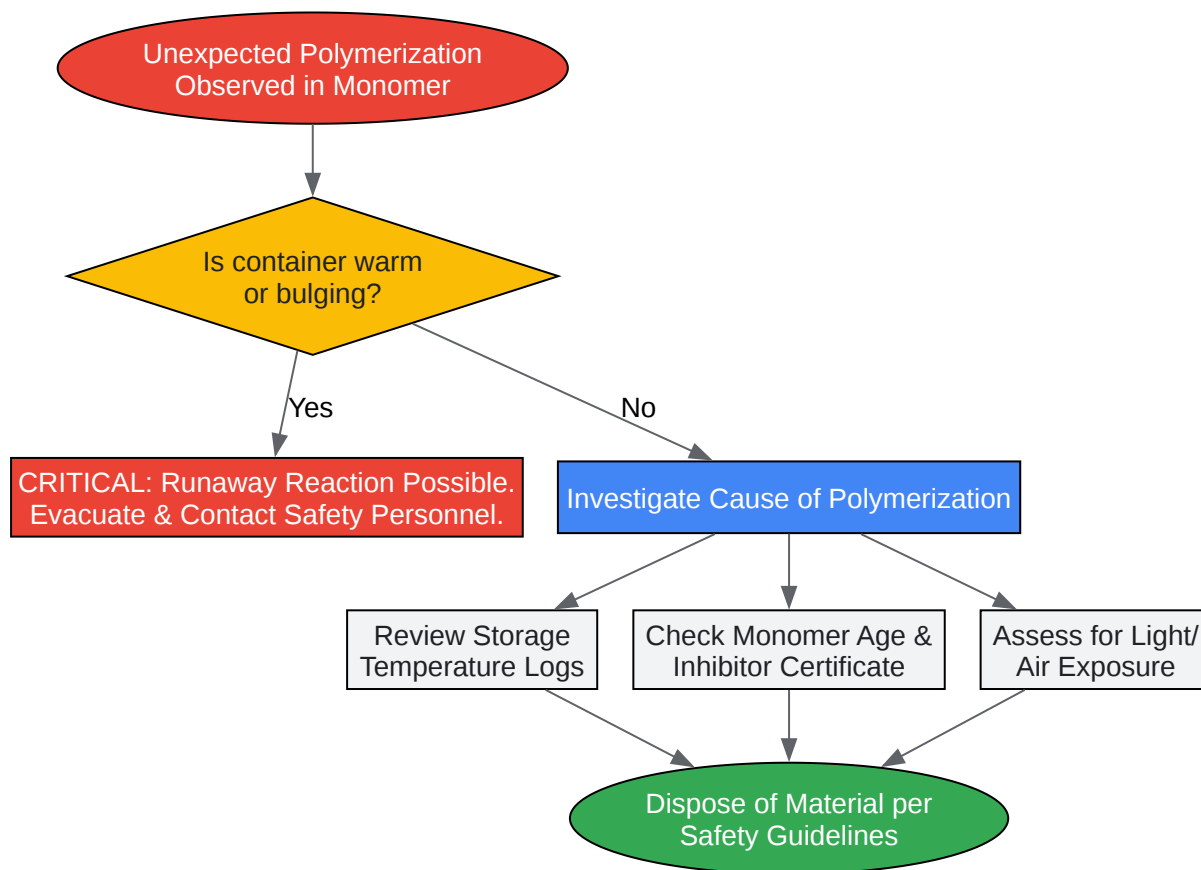 Unexpected Polymerization
Observed in Monomer
Is container warm
or bulging?
Yes
No
CRITICAL: Runaway Reaction Possible.
Evacuate & Contact Safety Personnel.
Investigate Cause of Polymerization
Review Storage
Temperature Logs
Check Monomer Age &
Inhibitor Certificate
Assess for Light/
Air Exposure
Dispose of Material per
Safety Guidelines